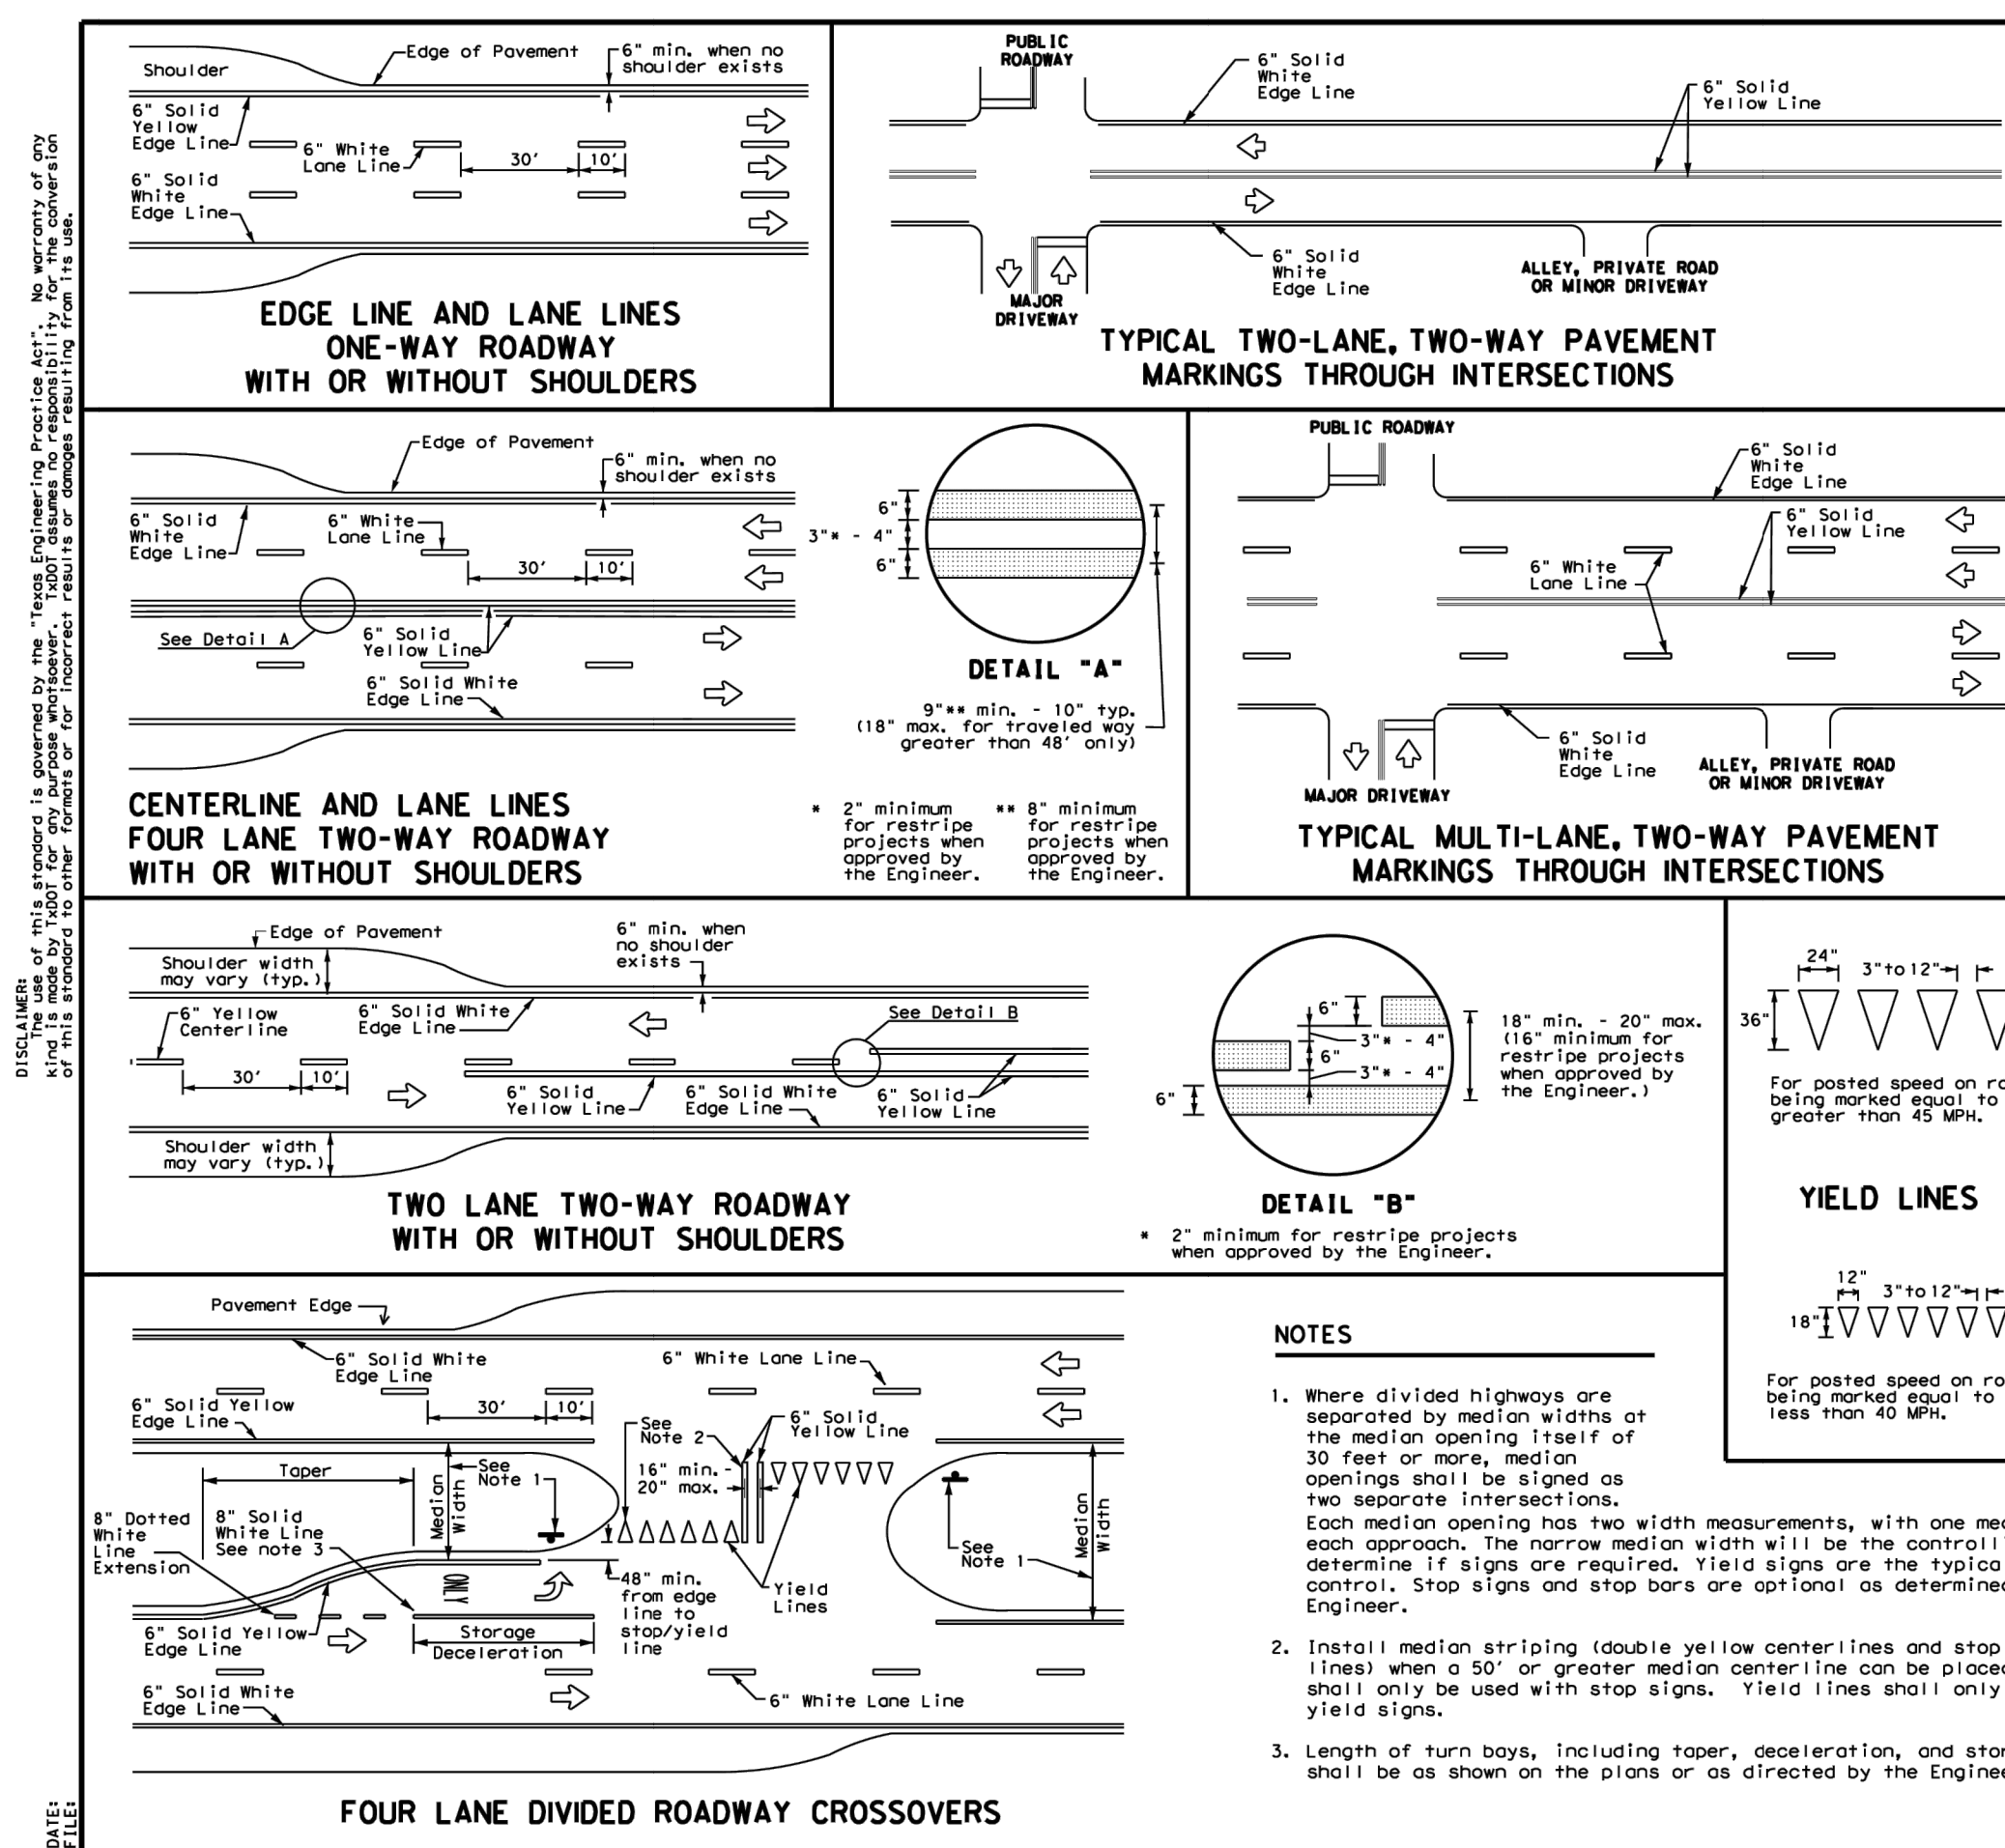 DISCLAIMER:
The use of this standard is governed by the "Texas Engineering Practice Act". No warranty of any
kind is made by TxDOT for any purpose whatsoever. TxDOT assumes no responsibility for the conversion
of this standard to other formats or for incorrect results or damages resulting from its use.
DATE:
FILE:
Shoulder
Edge of Pavement
6" min. when no
shoulder exists
6" Solid
Yellow
Edge Line
6" White
Lane Line
30'
10'
6" Solid
White
Edge Line
EDGE LINE AND LANE LINES
ONE-WAY ROADWAY
WITH OR WITHOUT SHOULDERS
PUBLIC
ROADWAY
6" Solid
White
Edge Line
6" Solid
Yellow Line
6" Solid
White
Edge Line
ALLEY, PRIVATE ROAD
OR MINOR DRIVEWAY
MAJOR
DRIVEWAY
TYPICAL TWO-LANE, TWO-WAY PAVEMENT
MARKINGS THROUGH INTERSECTIONS
Edge of Pavement
6" min. when no
shoulder exists
6" Solid
White
Edge Line
6" White
Lane Line
30'
10'
See Detail A
6" Solid
Yellow Line
6" Solid White
Edge Line
CENTERLINE AND LANE LINES
FOUR LANE TWO-WAY ROADWAY
WITH OR WITHOUT SHOULDERS
6"
3"* - 4"
6"
DETAIL "A"
9"** min. - 10" typ.
(18" max. for traveled way
greater than 48' only)
* 2" minimum
for restripe
projects when
approved by
the Engineer.
** 8" minimum
for restripe
projects when
approved by
the Engineer.
PUBLIC ROADWAY
6" Solid
White
Edge Line
6" Solid
Yellow Line
6" White
Lane Line
6" Solid
White
Edge Line
ALLEY, PRIVATE ROAD
OR MINOR DRIVEWAY
MAJOR DRIVEWAY
TYPICAL MULTI-LANE, TWO-WAY PAVEMENT
MARKINGS THROUGH INTERSECTIONS
Edge of Pavement
Shoulder width
may vary (typ.)
6" min. when
no shoulder
exists
6" Yellow
Centerline
6" Solid White
Edge Line
See Detail B
30'
10'
6" Solid
Yellow Line
6" Solid White
Edge Line
6" Solid
Yellow Line
Shoulder width
may vary (typ.)
TWO LANE TWO-WAY ROADWAY
WITH OR WITHOUT SHOULDERS
6"
3"* - 4"
6"
3"* - 4"
6"
18" min. - 20" max.
(16" minimum for
restripe projects
when approved by
the Engineer.)
DETAIL "B"
* 2" minimum for restripe projects
when approved by the Engineer.
24"
3"to12"
36"
For posted speed on
being marked equal to
greater than 45 MPH.
YIELD LINES
12"
3"to12"
18"
For posted speed on
being marked equal to
less than 40 MPH.
Pavement Edge
6" Solid White
Edge Line
6" White Lane Line
6" Solid Yellow
Edge Line
30'
10'
See
Note 2
6" Solid
Yellow Line
Taper
Median
Width
See
Note 1
16" min.-
20" max.
8" Dotted
White
Line
Extension
8" Solid
White Line
See note 3
ONLY
48" min.
from edge
line to
stop/yield
line
Yield
Lines
See
Note 1
Median
Width
6" Solid Yellow
Edge Line
Storage
Deceleration
6" Solid White
Edge Line
6" White Lane Line
FOUR LANE DIVIDED ROADWAY CROSSOVERS
NOTES
1. Where divided highways are
separated by median widths at
the median opening itself of
30 feet or more, median
openings shall be signed as
two separate intersections.
Each median opening has two width measurements, with one
each approach. The narrow median width will be the
determine if signs are required. Yield signs are the
control. Stop signs and stop bars are optional as
Engineer.
2. Install median striping (double yellow centerlines and stop
lines) when a 50' or greater median centerline can be
shall only be used with stop signs. Yield lines shall only
yield signs.
3. Length of turn bays, including taper, deceleration, and
shall be as shown on the plans or as directed by the